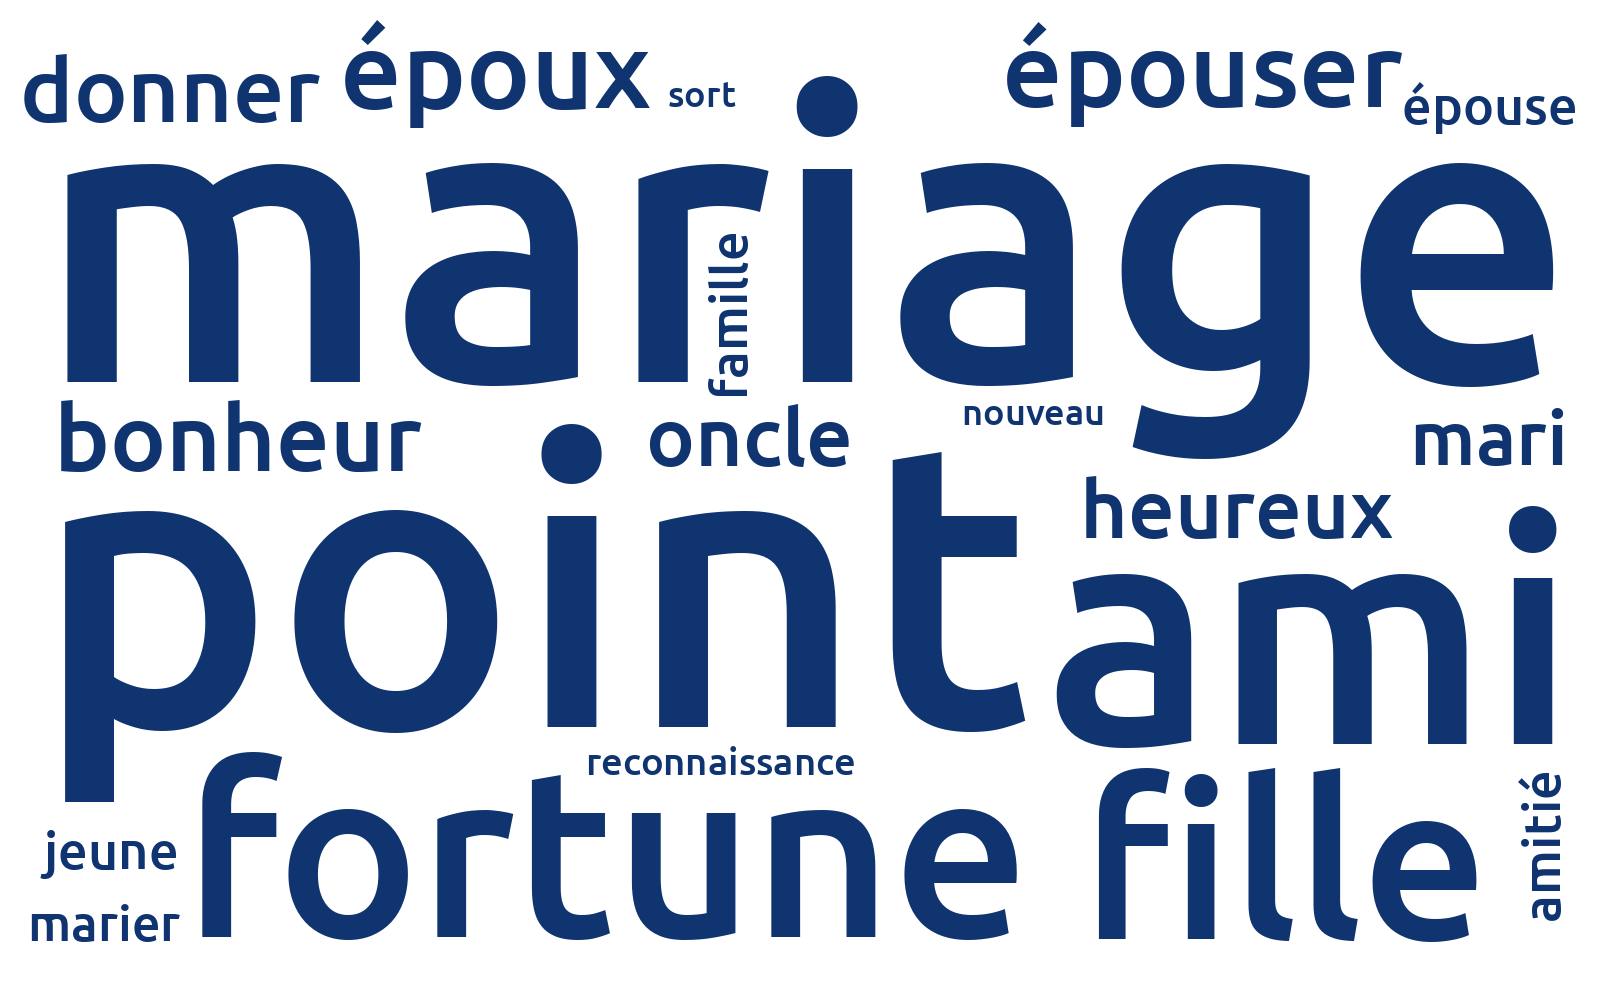 donner époux sort épouser épouse
mariage
famille
bonheur oncle nouveau mari
heureux
point ami
reconnaissance
fortune fille
amitié
jeune
marier